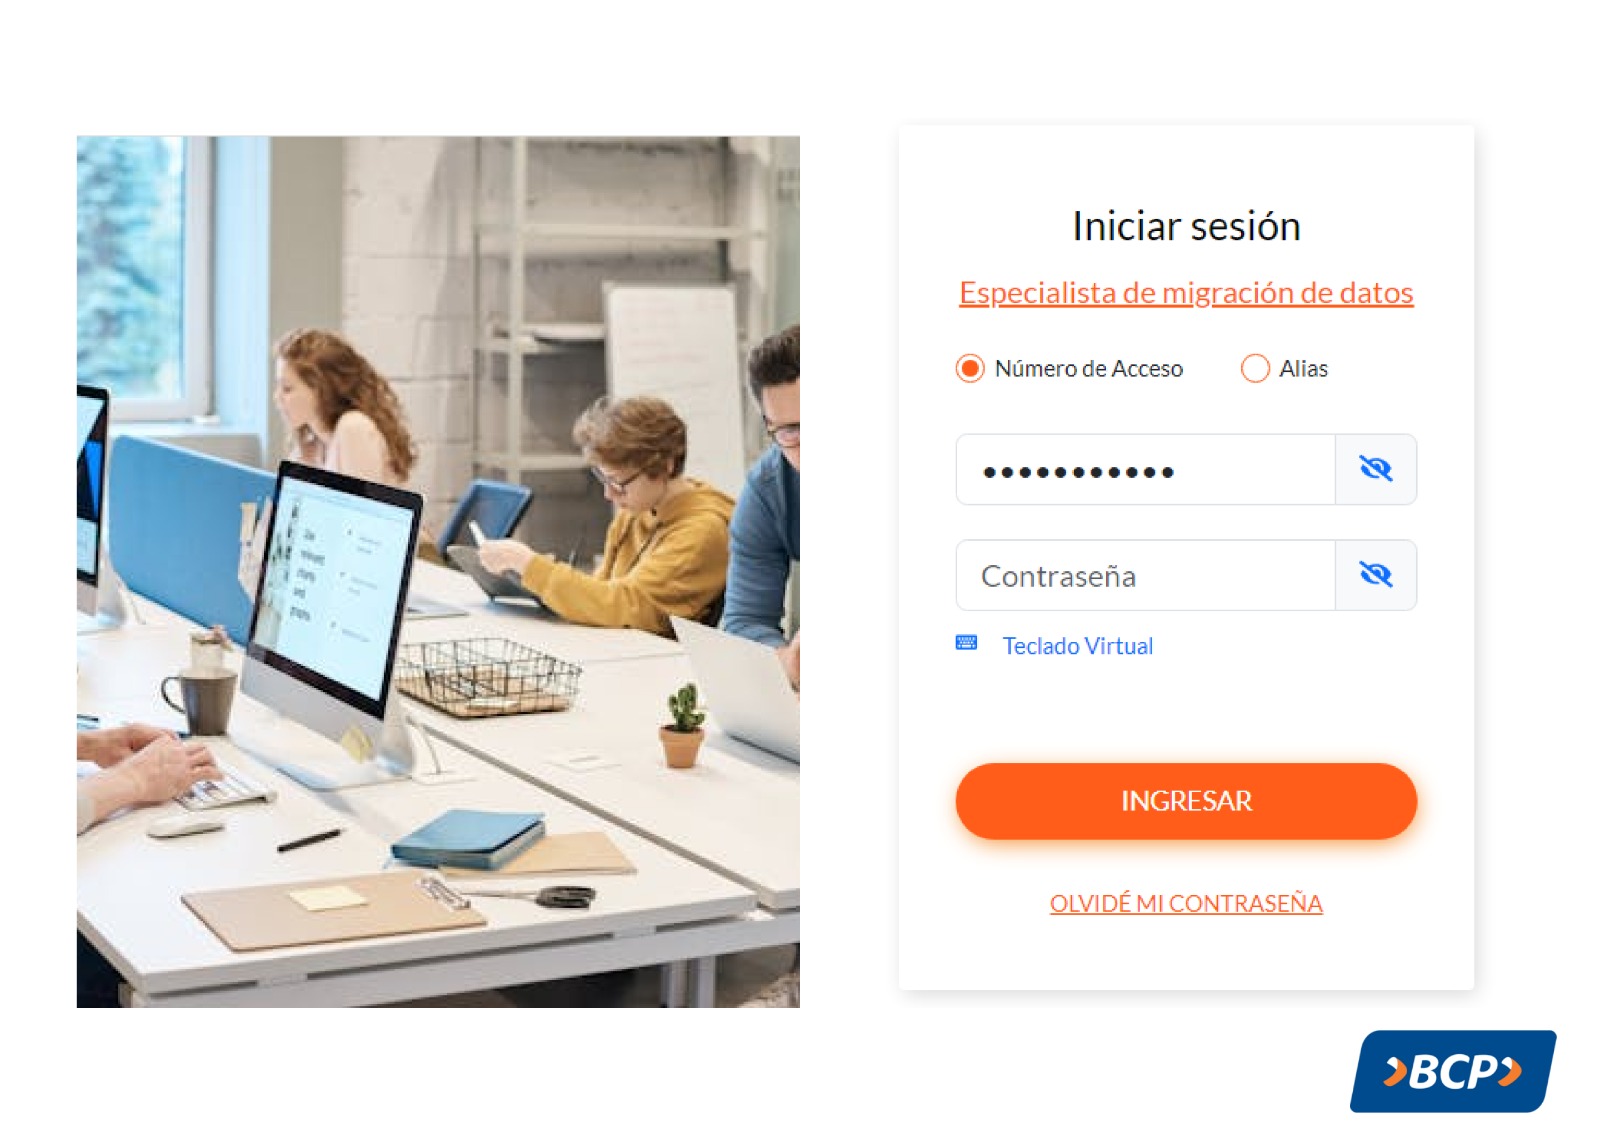 Iniciar sesión
Especialista de migración de datos
Número de Acceso
Alias
Contraseña
Teclado Virtual
INGRESAR
OLVIDÉ MI CONTRASEÑA
BCP